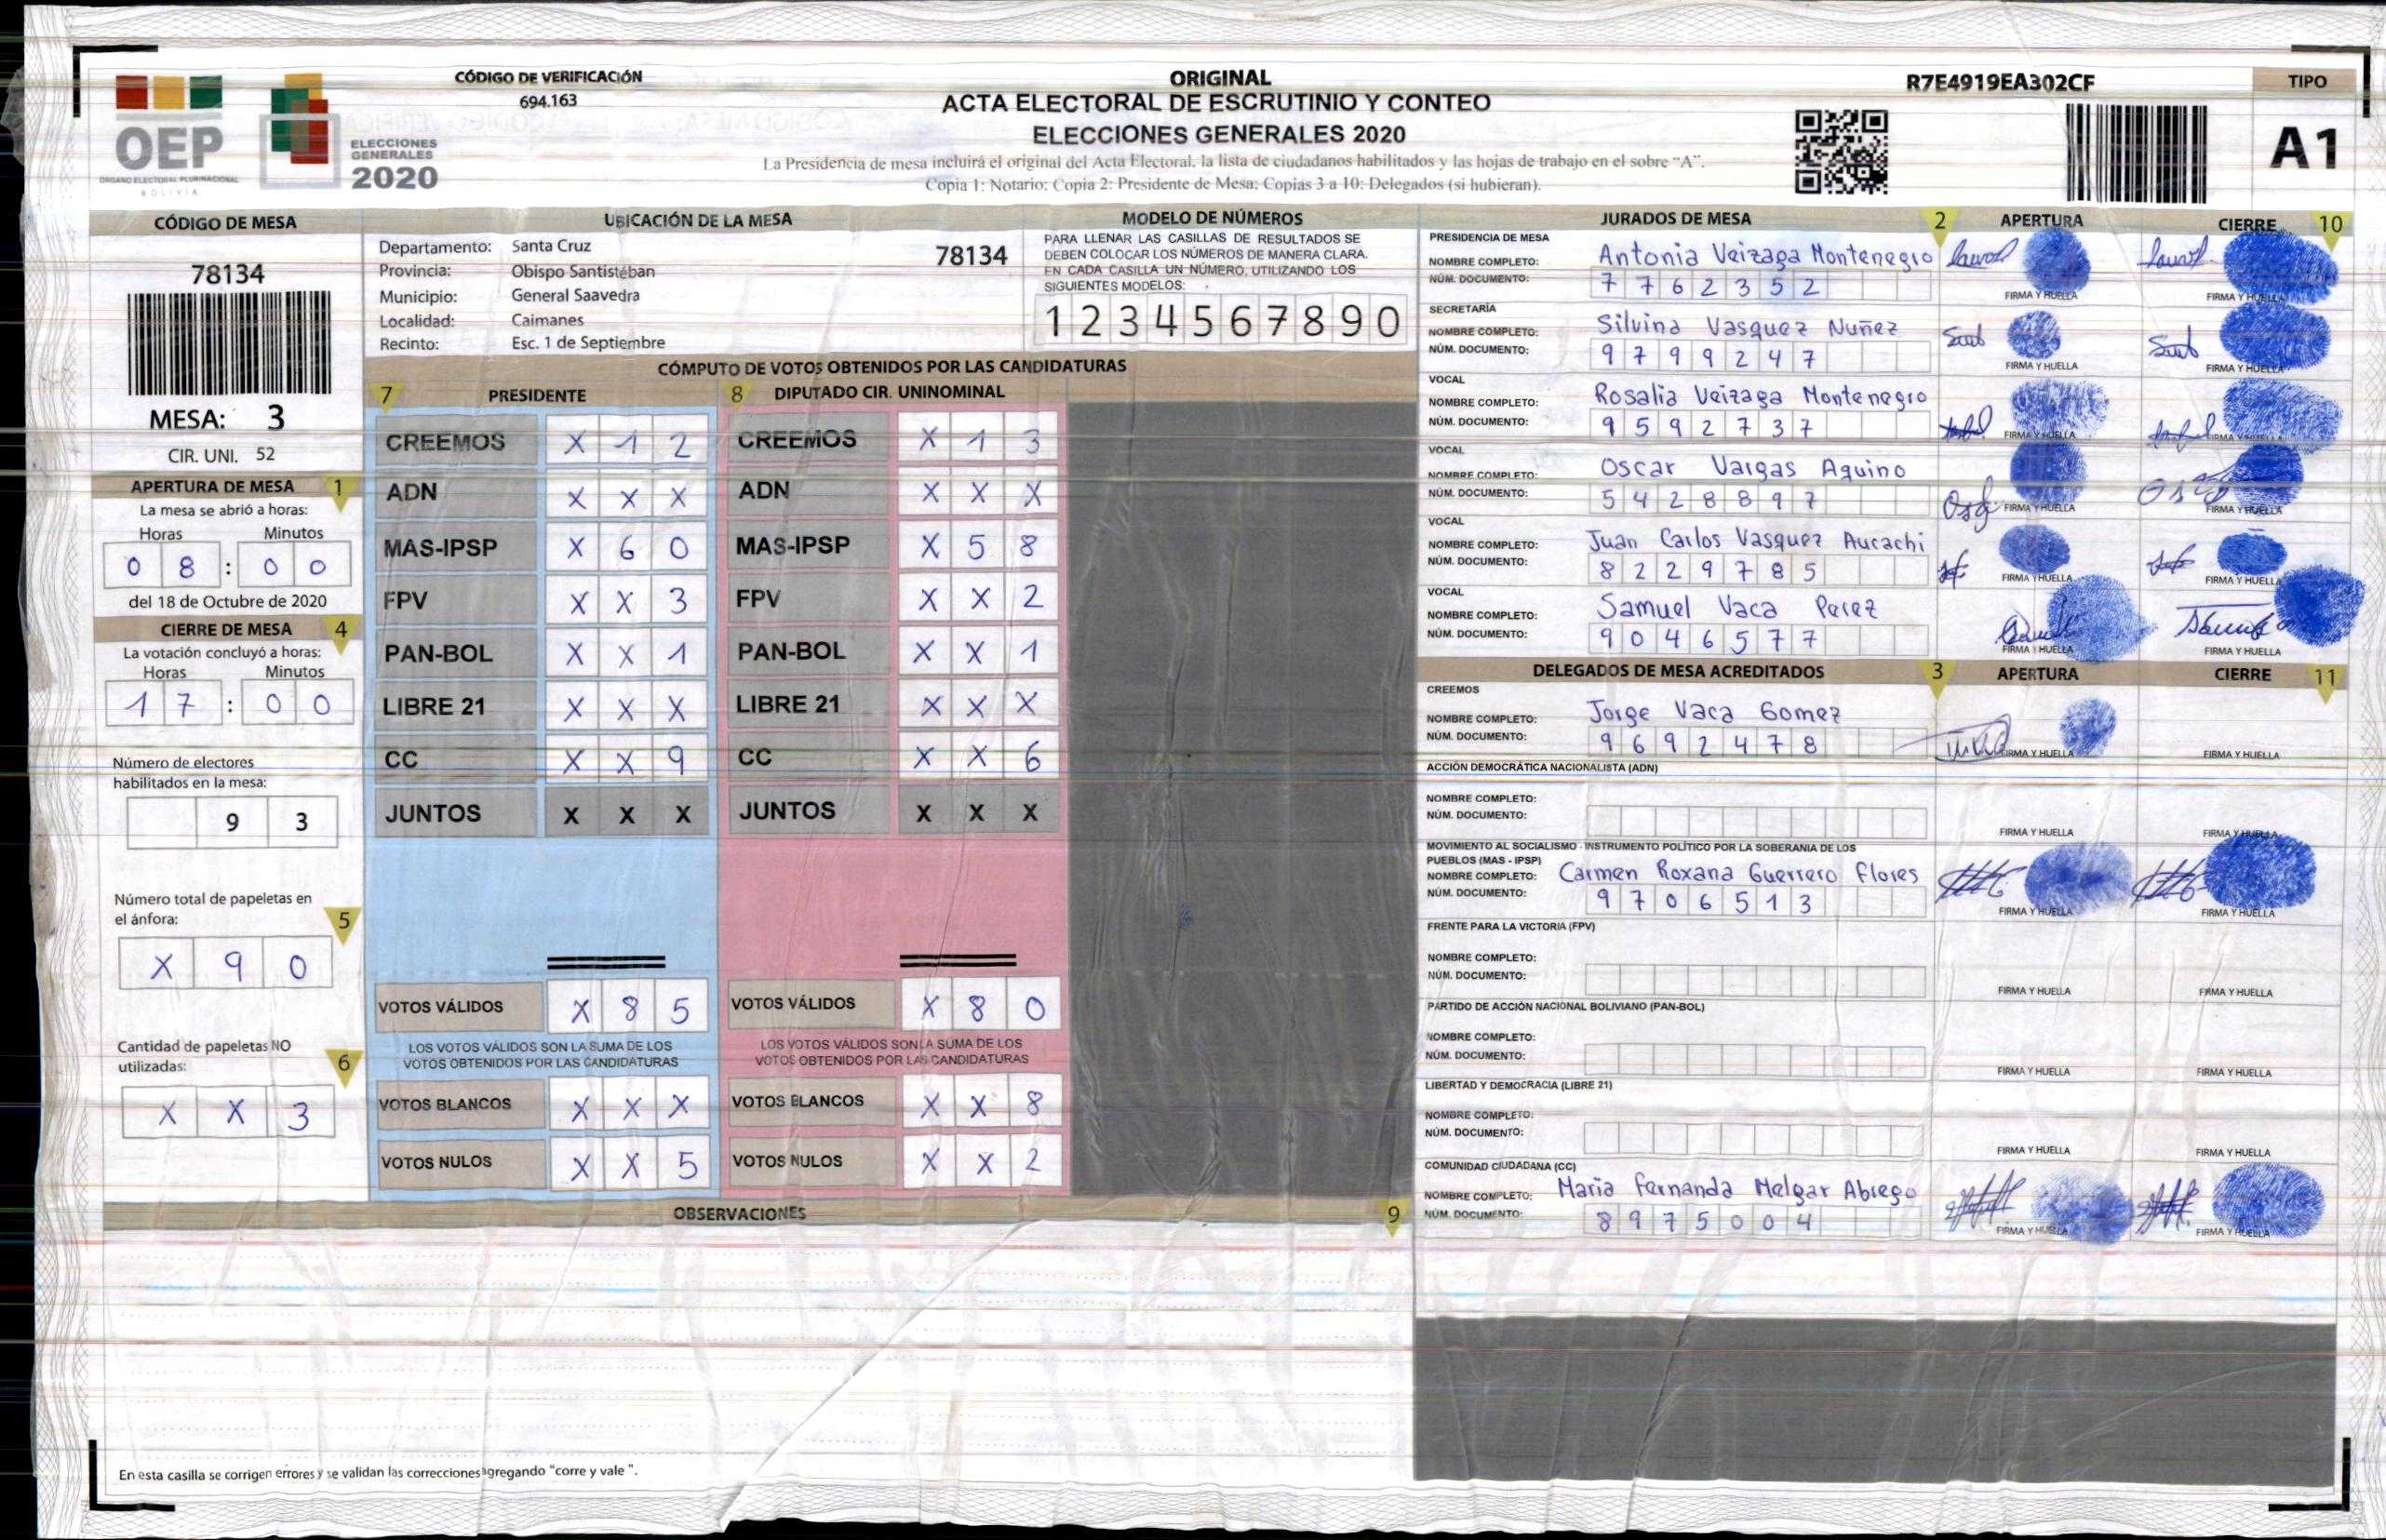 OEP
ÓRGANO ELECTORAL PLURINACIONAL
BOLIVIA
ELECCIONES
GENERALES
2020
CÓDIGO DE VERIFICACIÓN
694.163
ORIGINAL
ACTA ELECTORAL DE ESCRUTINIO Y CONTEO
ELECCIONES GENERALES 2020
La Presidencia de mesa incluirá el original del Acta Electoral, la lista de ciudadanos habilitados y las hojas de trabajo en el sobre "A".
Copia 1: Notario; Copia 2: Presidente de Mesa; Copias 3 a 10: Delegados (si hubieran).
R7E4919EA302CF
TIPO
A1
CÓDIGO DE MESA
78134
MESA: 3
CIR. UNI. 52
APERTURA DE MESA 1
La mesa se abrió a horas:
Horas Minutos
0 8 : 0 0
del 18 de Octubre de 2020
CIERRE DE MESA 4
La votación concluyó a horas:
Horas Minutos
1 7 : 0 0
Número de electores
habilitados en la mesa:
9 3
Número total de papeletas en
el ánfora: 5
X 9 0
Cantidad de papeletas NO
utilizadas: 6
X X 3
UBICACIÓN DE LA MESA
Departamento: Santa Cruz 78134
Provincia: Obispo Santistéban
Municipio: General Saavedra
Localidad: Caimanes
Recinto: Esc. 1 de Septiembre
MODELO DE NÚMEROS
PARA LLENAR LAS CASILLAS DE RESULTADOS SE
DEBEN COLOCAR LOS NÚMEROS DE MANERA CLARA.
EN CADA CASILLA UN NÚMERO, UTILIZANDO LOS
SIGUIENTES MODELOS:
1 2 3 4 5 6 7 8 9 0
CÓMPUTO DE VOTOS OBTENIDOS POR LAS CANDIDATURAS
7 PRESIDENTE
CREEMOS X 1 2
ADN X X X
MAS-IPSP X 6 0
FPV X X 3
PAN-BOL X X 1
LIBRE 21 X X X
CC X X 9
JUNTOS X X X
VOTOS VÁLIDOS X 8 5
LOS VOTOS VÁLIDOS SON LA SUMA DE LOS
VOTOS OBTENIDOS POR LAS CANDIDATURAS
VOTOS BLANCOS X X X
VOTOS NULOS X X 5
8 DIPUTADO CIR. UNINOMINAL
CREEMOS X 1 3
ADN X X X
MAS-IPSP X 5 8
FPV X X 2
PAN-BOL X X 1
LIBRE 21 X X X
CC X X 6
JUNTOS X X X
VOTOS VÁLIDOS X 8 0
LOS VOTOS VÁLIDOS SON LA SUMA DE LOS
VOTOS OBTENIDOS POR LAS CANDIDATURAS
VOTOS BLANCOS X X 8
VOTOS NULOS X X 2
OBSERVACIONES 9
En esta casilla se corrigen errores y se validan las correcciones agregando "corre y vale ".
JURADOS DE MESA 2 APERTURA CIERRE 10
PRESIDENCIA DE MESA
NOMBRE COMPLETO: Antonia Veizaga Montenegro
NÚM. DOCUMENTO: 7 7 6 2 3 5 2
FIRMA Y HUELLA FIRMA Y HUELLA
SECRETARÍA
NOMBRE COMPLETO: Silvina Vasquez Nuñez
NÚM. DOCUMENTO: 9 7 9 9 2 4 7
FIRMA Y HUELLA FIRMA Y HUELLA
VOCAL
NOMBRE COMPLETO: Rosalia Veizaga Montenegro
NÚM. DOCUMENTO: 9 5 9 2 7 3 7
FIRMA Y HUELLA FIRMA Y HUELLA
VOCAL
NOMBRE COMPLETO: Oscar Vargas Aquino
NÚM. DOCUMENTO: 5 4 2 8 8 9 7
FIRMA Y HUELLA FIRMA Y HUELLA
VOCAL
NOMBRE COMPLETO: Juan Carlos Vasquez Aucachi
NÚM. DOCUMENTO: 8 2 2 9 7 8 5
FIRMA Y HUELLA FIRMA Y HUELLA
VOCAL
NOMBRE COMPLETO: Samuel Vaca Perez
NÚM. DOCUMENTO: 9 0 4 6 5 7 7
FIRMA Y HUELLA FIRMA Y HUELLA
DELEGADOS DE MESA ACREDITADOS 3 APERTURA CIERRE 11
CREEMOS
NOMBRE COMPLETO: Jorge Vaca Gomez
NÚM. DOCUMENTO: 9 6 9 2 4 7 8
FIRMA Y HUELLA FIRMA Y HUELLA
ACCIÓN DEMOCRÁTICA NACIONALISTA (ADN)
NOMBRE COMPLETO:
NÚM. DOCUMENTO:
FIRMA Y HUELLA FIRMA Y HUELLA
MOVIMIENTO AL SOCIALISMO - INSTRUMENTO POLÍTICO POR LA SOBERANIA DE LOS
PUEBLOS (MAS - IPSP)
NOMBRE COMPLETO: Carmen Roxana Guerrero Flores
NÚM. DOCUMENTO: 9 7 0 6 5 1 3
FIRMA Y HUELLA FIRMA Y HUELLA
FRENTE PARA LA VICTORIA (FPV)
NOMBRE COMPLETO:
NÚM. DOCUMENTO:
FIRMA Y HUELLA FIRMA Y HUELLA
PARTIDO DE ACCIÓN NACIONAL BOLIVIANO (PAN-BOL)
NOMBRE COMPLETO:
NÚM. DOCUMENTO:
FIRMA Y HUELLA FIRMA Y HUELLA
LIBERTAD Y DEMOCRACIA (LIBRE 21)
NOMBRE COMPLETO:
NÚM. DOCUMENTO:
FIRMA Y HUELLA FIRMA Y HUELLA
COMUNIDAD CIUDADANA (CC)
NOMBRE COMPLETO: Maria Fernanda Melgar Abrego
NÚM. DOCUMENTO: 8 9 7 5 0 0 4
FIRMA Y HUELLA FIRMA Y HUELLA